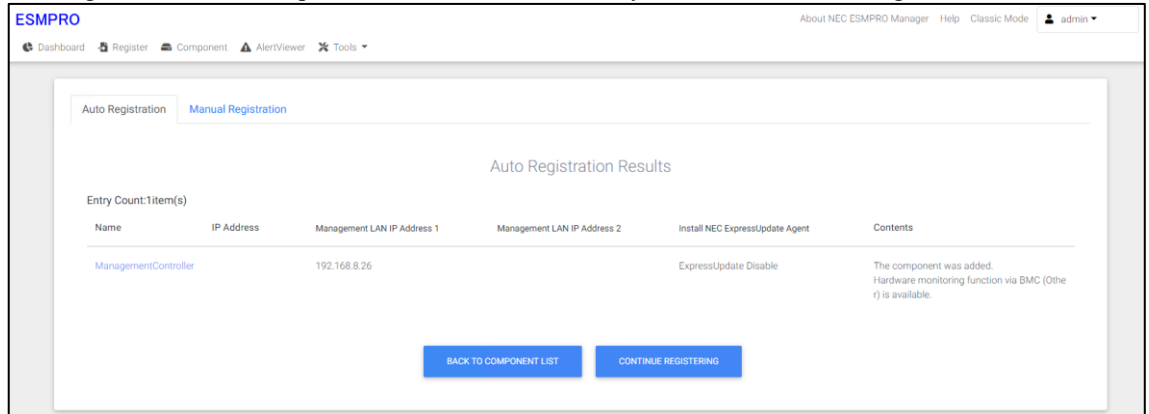 ESMPRO
About NEC ESMPRO Manager Help Classic Mode admin
Dashboard Register Component AlertViewer Tools
Auto Registration Manual Registration
Auto Registration Results
Entry Count:1item(s)
Name IP Address Management LAN IP Address 1 Management LAN IP Address 2 Install NEC ExpressUpdate Agent Contents
ManagementController 192.168.8.26 ExpressUpdate Disable The component was added.
Hardware monitoring function via BMC (Othe
r) is available.
BACK TO COMPONENT LIST CONTINUE REGISTERING